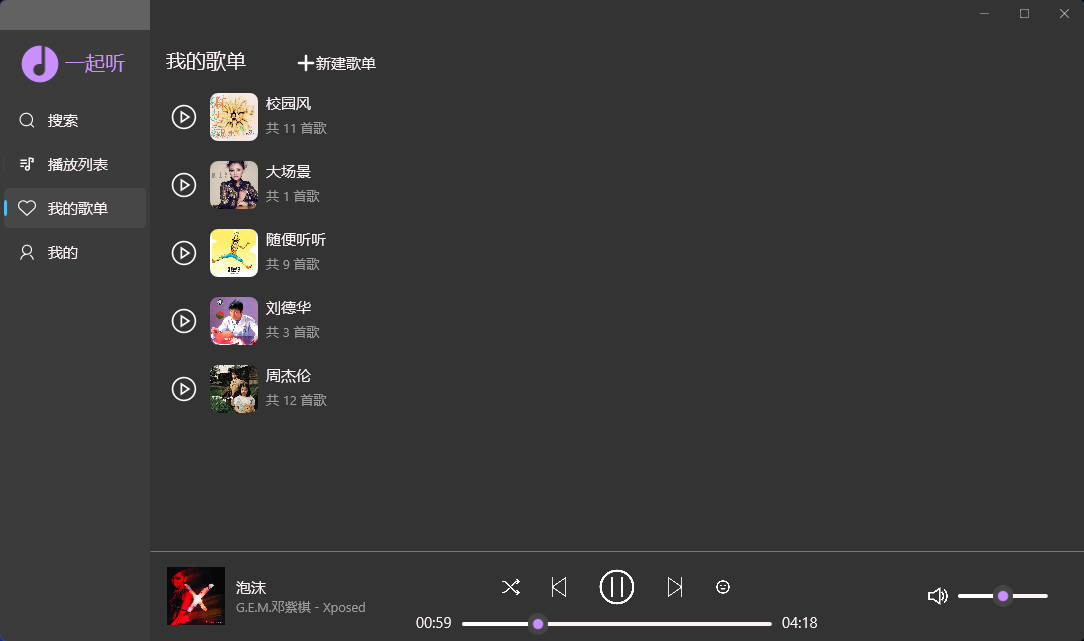 一起听
搜索
播放列表
我的歌单
我的
我的歌单
新建歌单
校园风
共 11 首歌
大场景
共 1 首歌
随便听听
共 9 首歌
刘德华
共 3 首歌
周杰伦
共 12 首歌
泡沫
G.E.M.邓紫棋 - Xposed
00:59
04:18